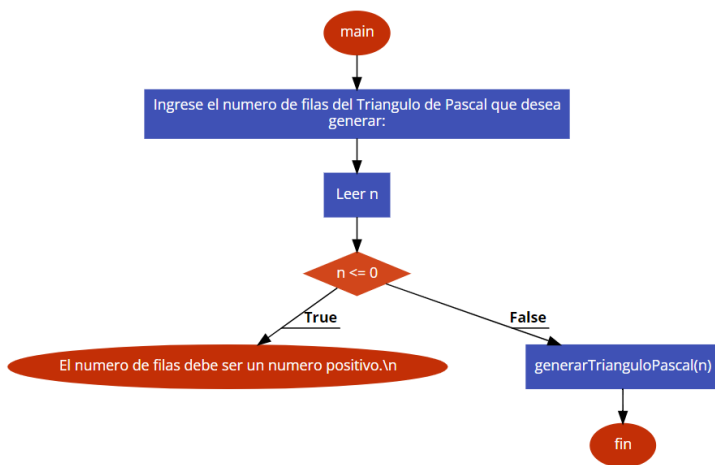 main
Ingrese el numero de filas del Triangulo de Pascal que desea
generar:
Leer n
n <= 0
True
False
El numero de filas debe ser un numero positivo.\n
generarTrianguloPascal(n)
fin